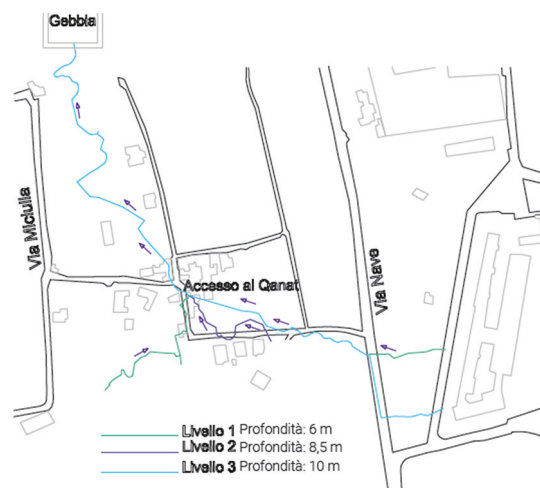 Gebbia
Via Miciulla
Accesso al Qanat
Via Nave
Livello 1 Profondità: 6 m
Livello 2 Profondità: 8,5 m
Livello 3 Profondità: 10 m